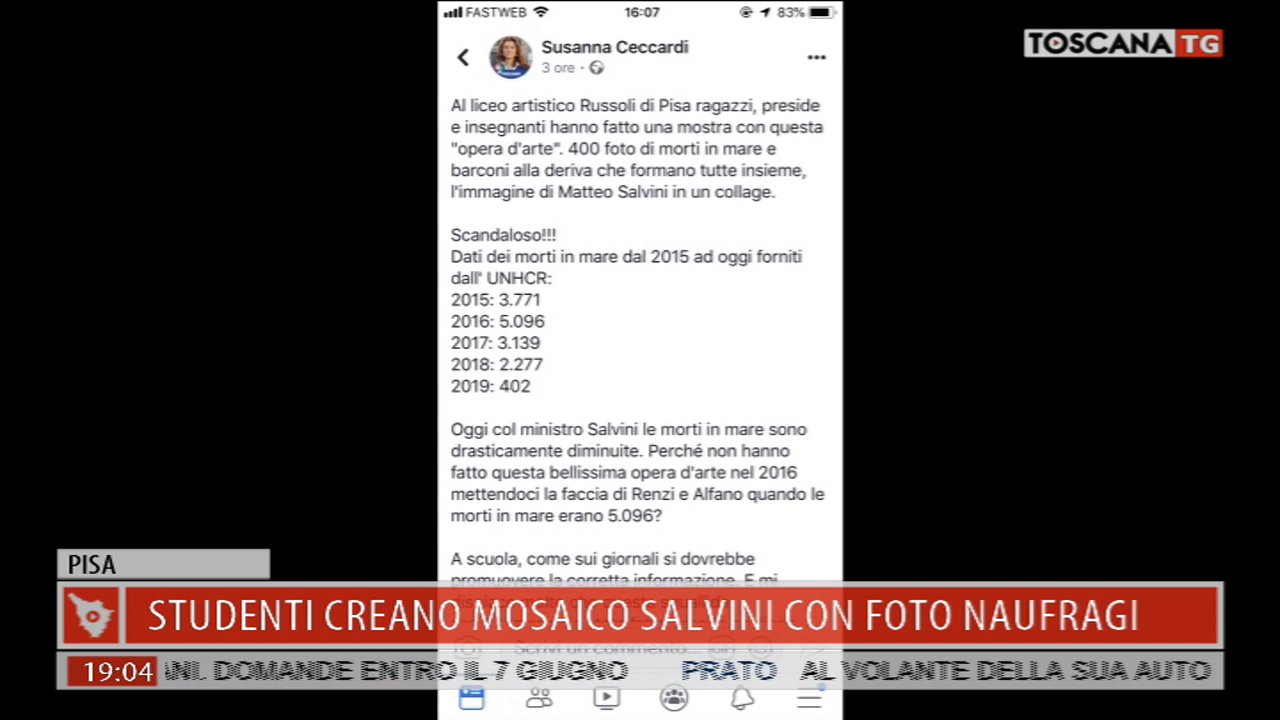 FASTWEB 16:07 83%
Susanna Ceccardi
3 ore
TOSCANA TG
Al liceo artistico Russoli di Pisa ragazzi, preside
e insegnanti hanno fatto una mostra con questa
"opera d'arte". 400 foto di morti in mare e
barconi alla deriva che formano tutte insieme,
l'immagine di Matteo Salvini in un collage.
Scandaloso!!!
Dati dei morti in mare dal 2015 ad oggi forniti
dall' UNHCR:
2015: 3.771
2016: 5.096
2017: 3.139
2018: 2.277
2019: 402
Oggi col ministro Salvini le morti in mare sono
drasticamente diminuite. Perché non hanno
fatto questa bellissima opera d'arte nel 2016
mettendoci la faccia di Renzi e Alfano quando le
morti in mare erano 5.096?
A scuola, come sui giornali si dovrebbe
promuovere la corretta informazione. E mi
PISA
STUDENTI CREANO MOSAICO SALVINI CON FOTO NAUFRAGI
Scrivi un commento...
19:04 ANI. DOMANDE ENTRO IL 7 GIUGNO PRATO AL VOLANTE DELLA SUA AUTO